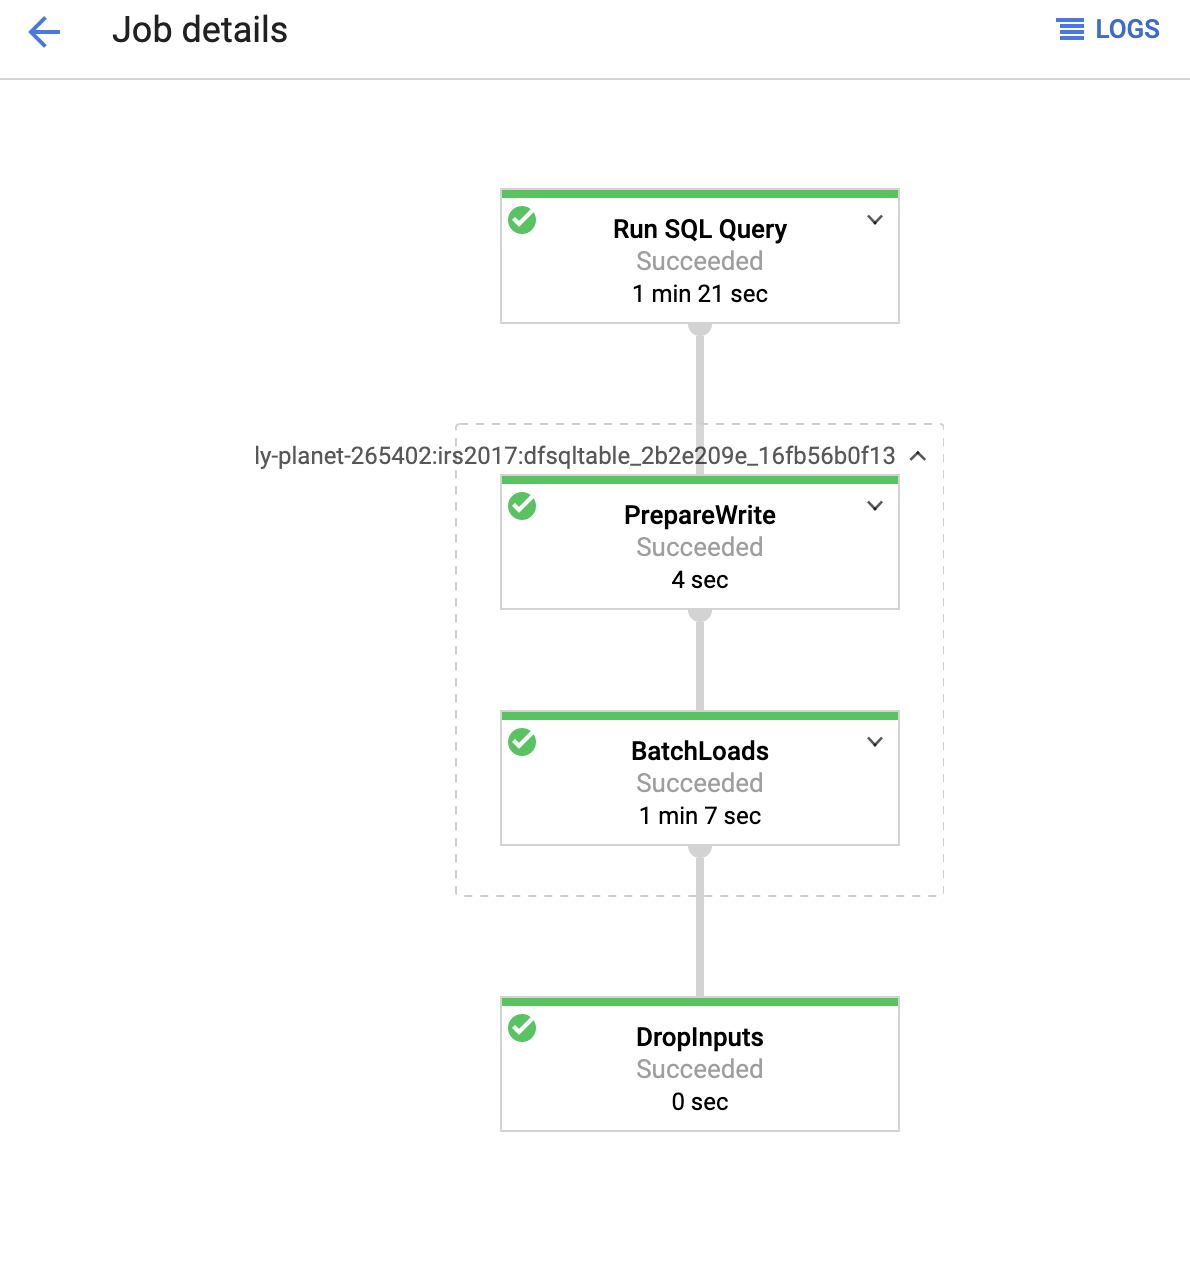 Job details
LOGS
Run SQL Query
Succeeded
1 min 21 sec
ly-planet-265402:irs2017:dfsqltable_2b2e209e_16fb56b0f13
PrepareWrite
Succeeded
4 sec
BatchLoads
Succeeded
1 min 7 sec
DropInputs
Succeeded
0 sec